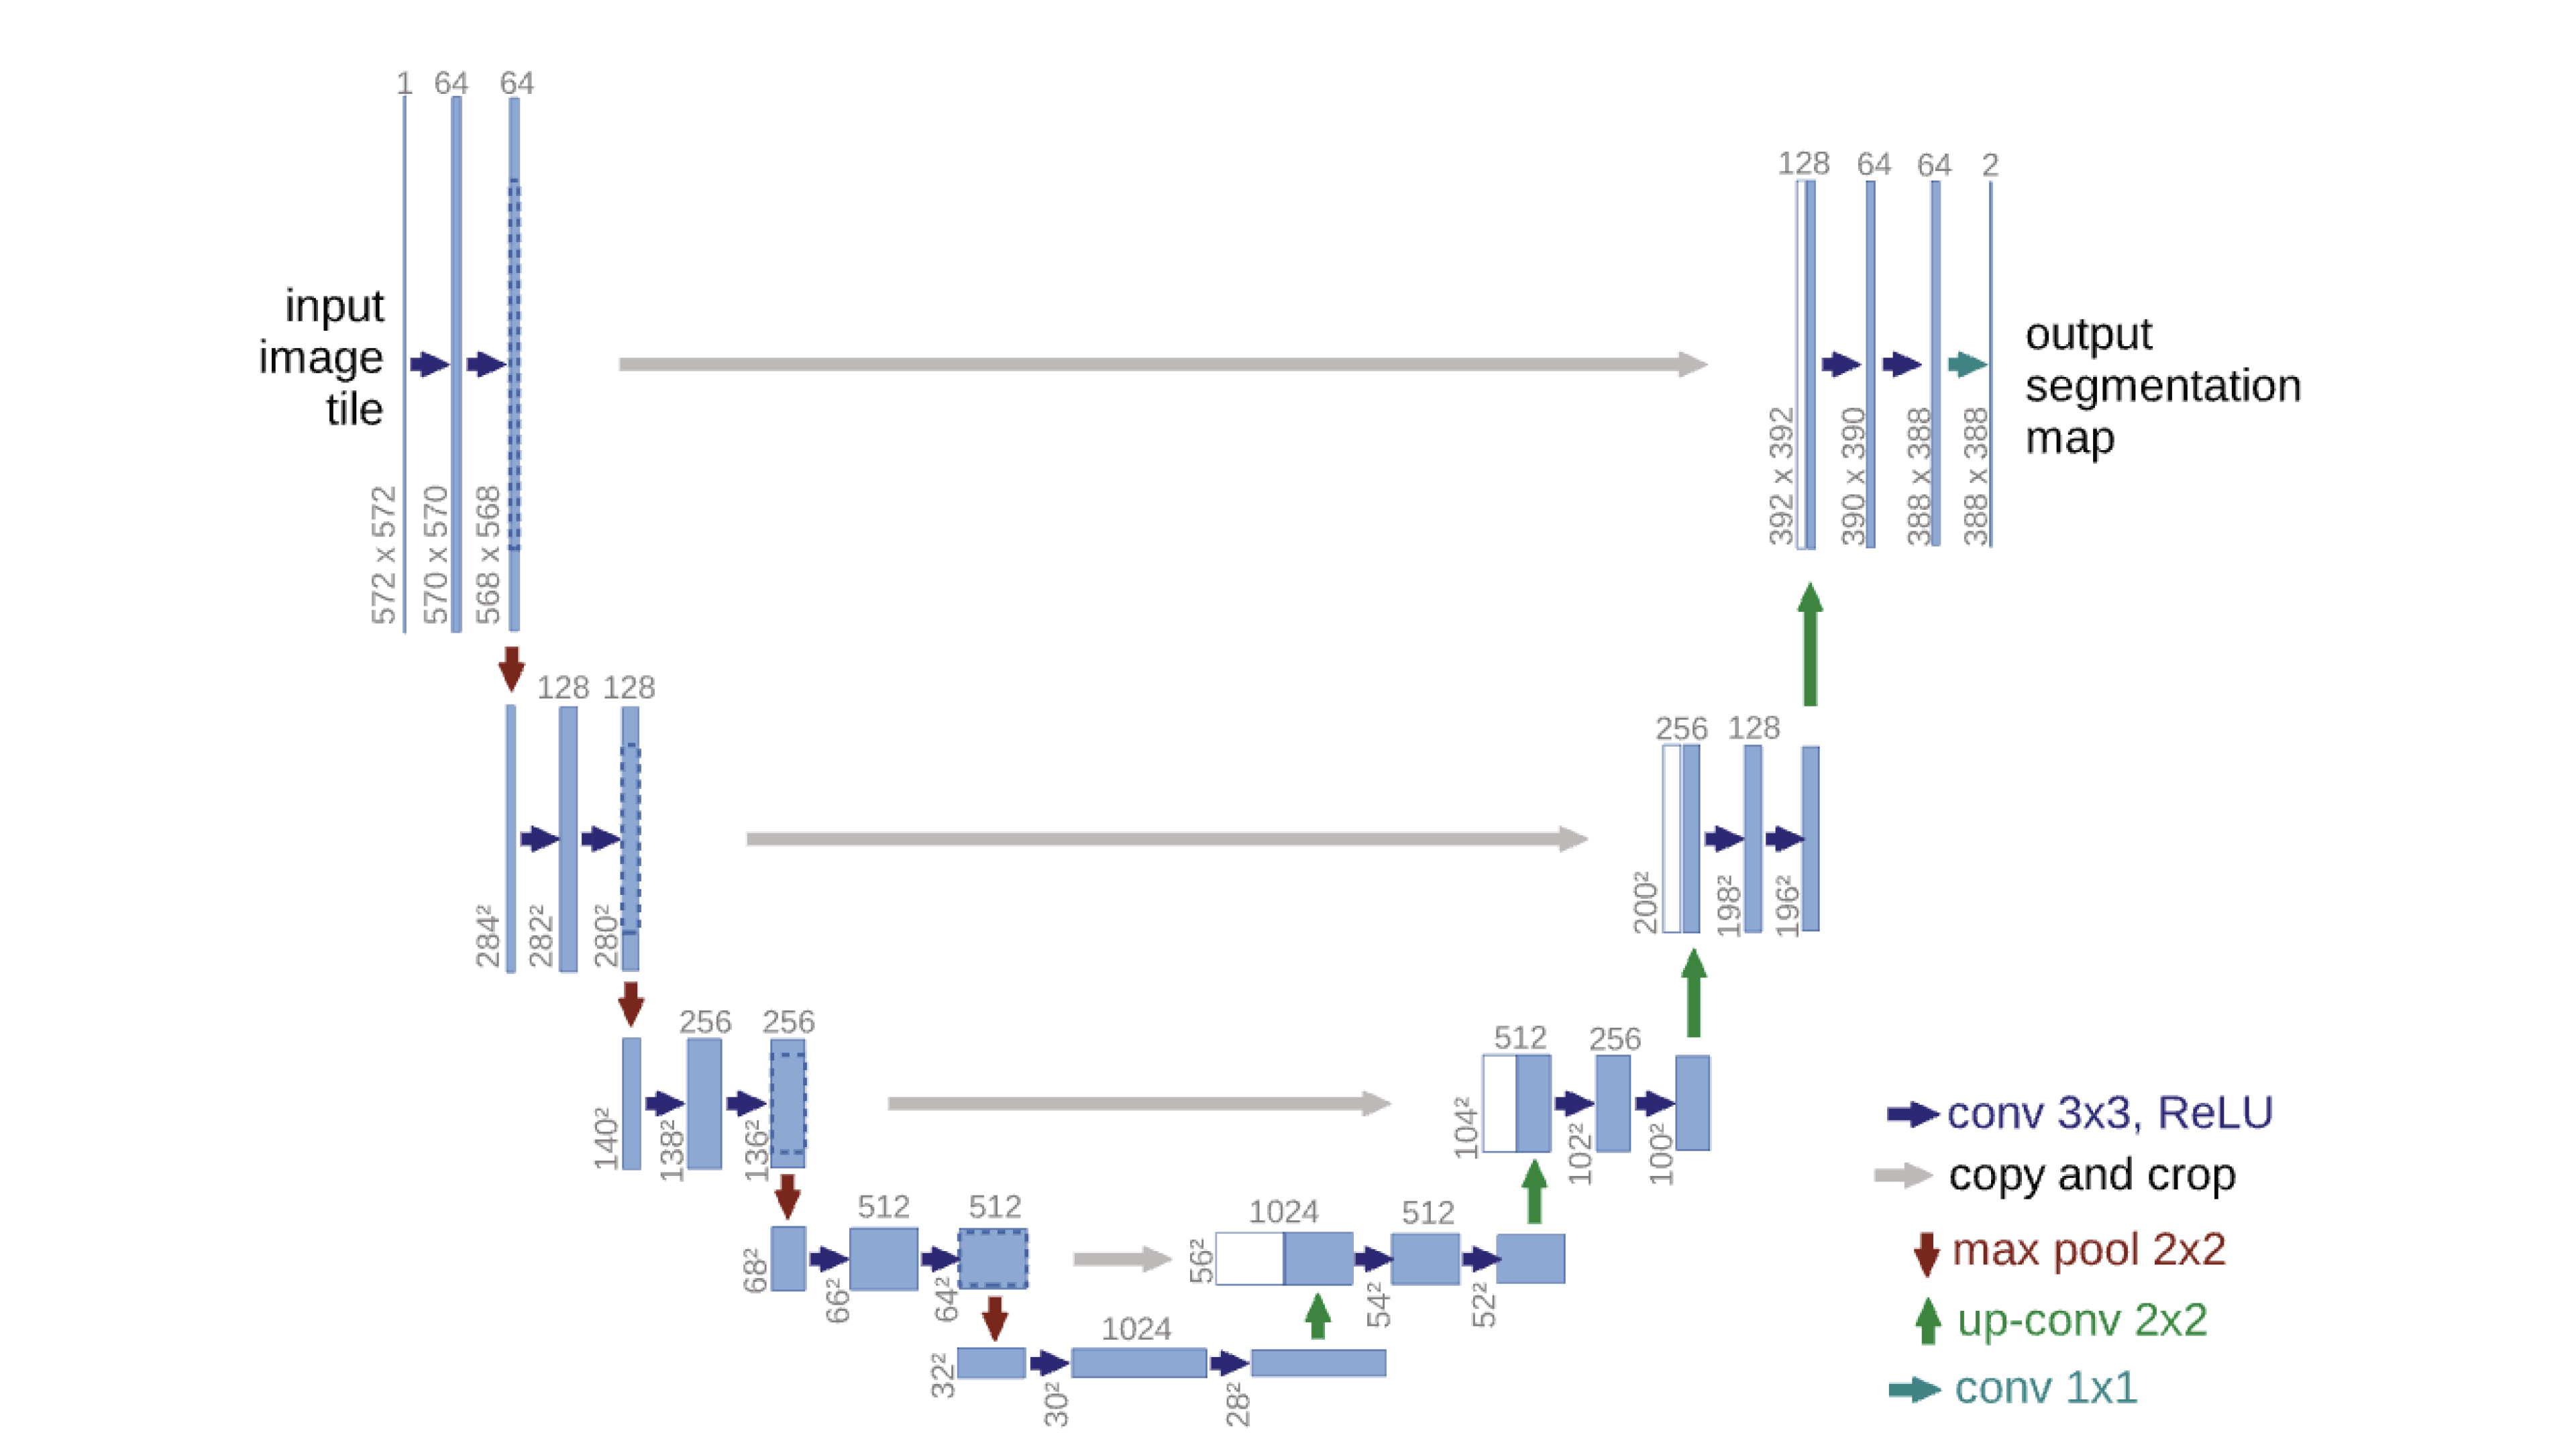 1 64 64
input
image
tile
572 x 572
570 x 570
568 x 568
128 64 64 2
output
segmentation
map
392 x 392
390 x 390
388 x 388
388 x 388
128 128
284²
282²
280²
256 128
200²
198²
196²
256 256
140²
138²
136²
512 256
104²
102²
100²
512 512
68²
66²
64²
1024 512
56²
54²
52²
1024
32²
30²
28²
conv 3x3, ReLU
copy and crop
max pool 2x2
up-conv 2x2
conv 1x1